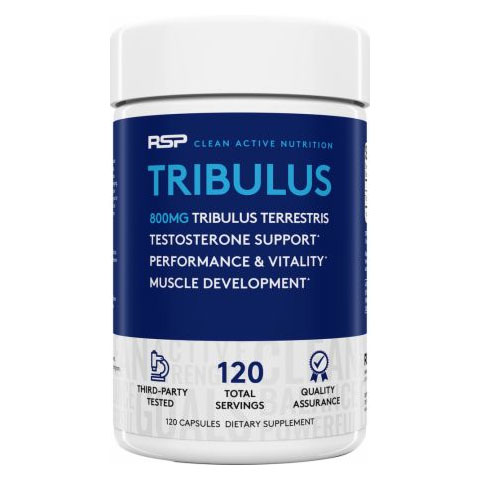 RSP CLEAN ACTIVE NUTRITION
TRIBULUS
800MG TRIBULUS TERRESTRIS
TESTOSTERONE SUPPORT*
PERFORMANCE & VITALITY*
MUSCLE DEVELOPMENT*
THIRD-PARTY
TESTED
120
TOTAL
SERVINGS
QUALITY
ASSURANCE
120 CAPSULES DIETARY SUPPLEMENT